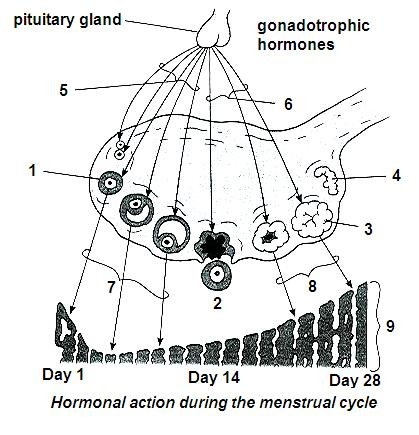 pituitary gland
gonadotrophic
hormones
5
6
1
4
3
2
7
8
9
Day 1
Day 14
Day 28
Hormonal action during the menstrual cycle